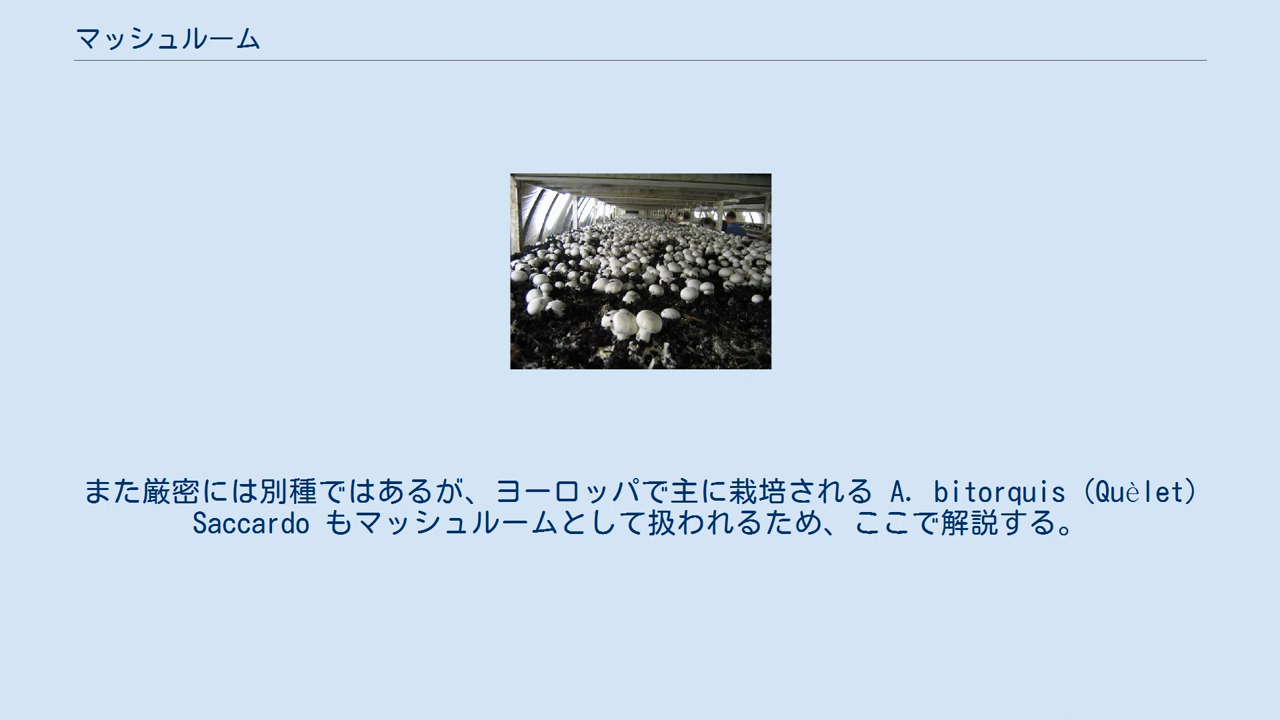 マッシュルーム
また厳密には別種ではあるが、ヨーロッパで主に栽培される A. bitorquis (Quèlet)
Saccardo もマッシュルームとして扱われるため、ここで解説する。